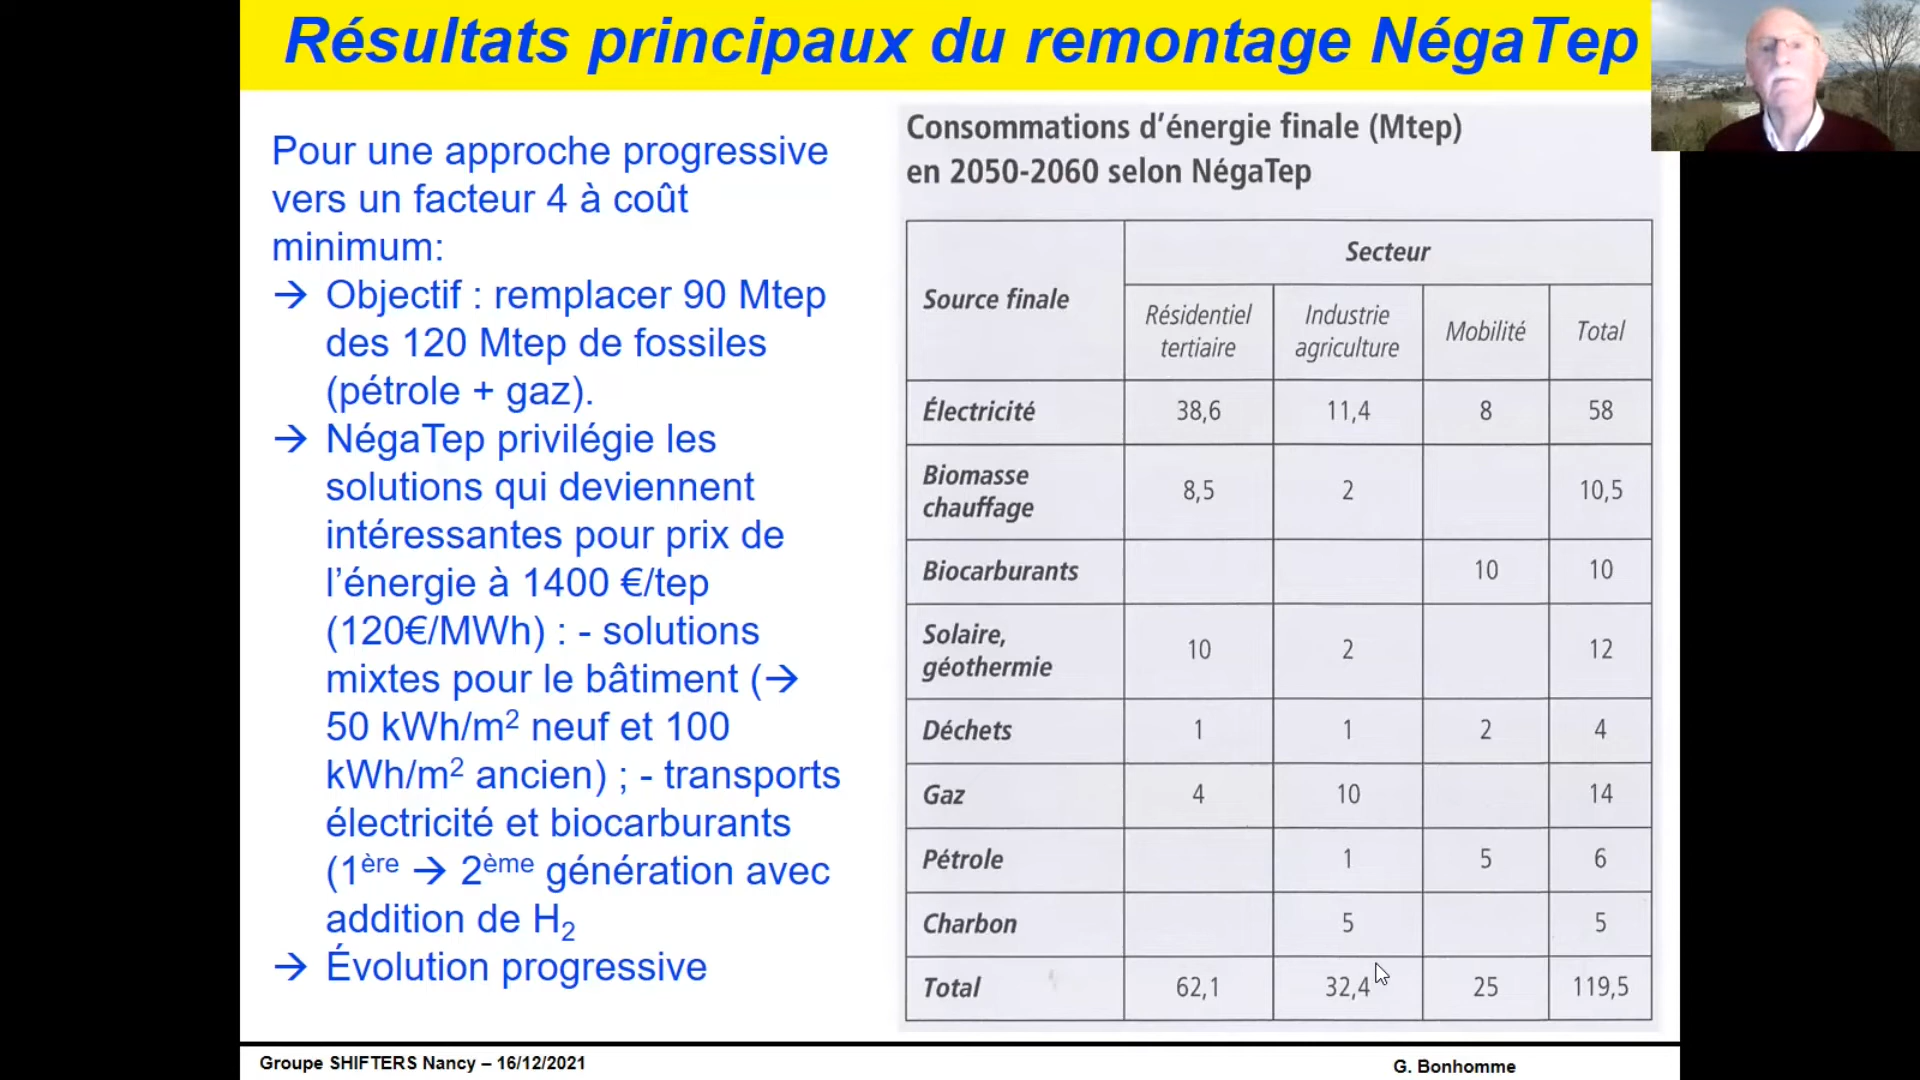 Résultats principaux du remontage NégaTep
Pour une approche progressive
vers un facteur 4 à coût
minimum:
→ Objectif : remplacer 90 Mtep
des 120 Mtep de fossiles
(pétrole + gaz).
→ NégaTep privilégie les
solutions qui deviennent
intéressantes pour prix de
l’énergie à 1400 €/tep
(120€/MWh) : - solutions
mixtes pour le bâtiment (→
50 kWh/m² neuf et 100
kWh/m² ancien) ; - transports
électricité et biocarburants
(1ère → 2ème génération avec
addition de H₂
→ Évolution progressive
Consommations d’énergie finale (Mtep)
en 2050-2060 selon NégaTep
Source finale
Secteur
Résidentiel
tertiaire
Industrie
agriculture
Mobilité
Total
Électricité 38,6 11,4 8 58
Biomasse
chauffage 8,5 2 10,5
Biocarburants 10 10
Solaire,
géothermie 10 2 12
Déchets 1 1 2 4
Gaz 4 10 14
Pétrole 1 5 6
Charbon 5 5
Total 62,1 32,4 25 119,5
Groupe SHIFTERS Nancy – 16/12/2021
G. Bonhomme